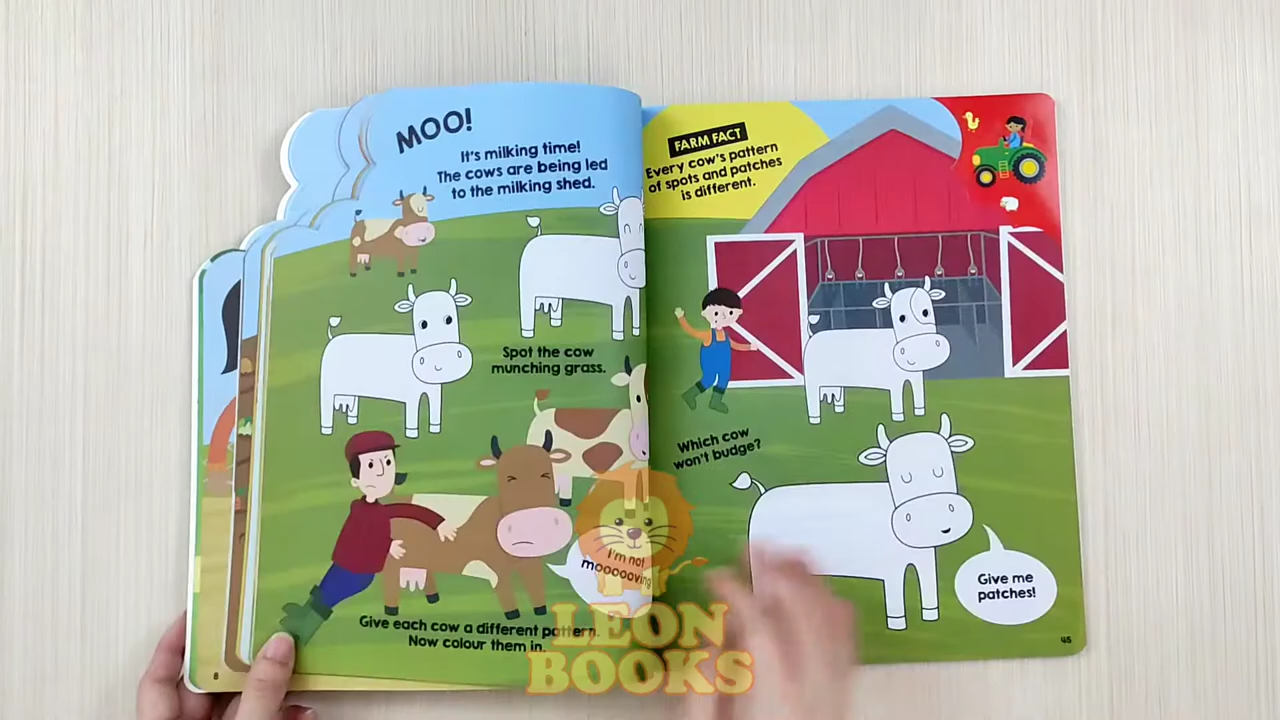 MOO!
It's milking time!
The cows are being led
to the milking shed.
Spot the cow
munching grass.
I'm not
moooooving
Give each cow a different pattern.
Now colour them in.
8
FARM FACT
Every cow's pattern
of spots and patches
is different.
Which cow
won't budge?
Give me
patches!
45
LEON
BOOKS